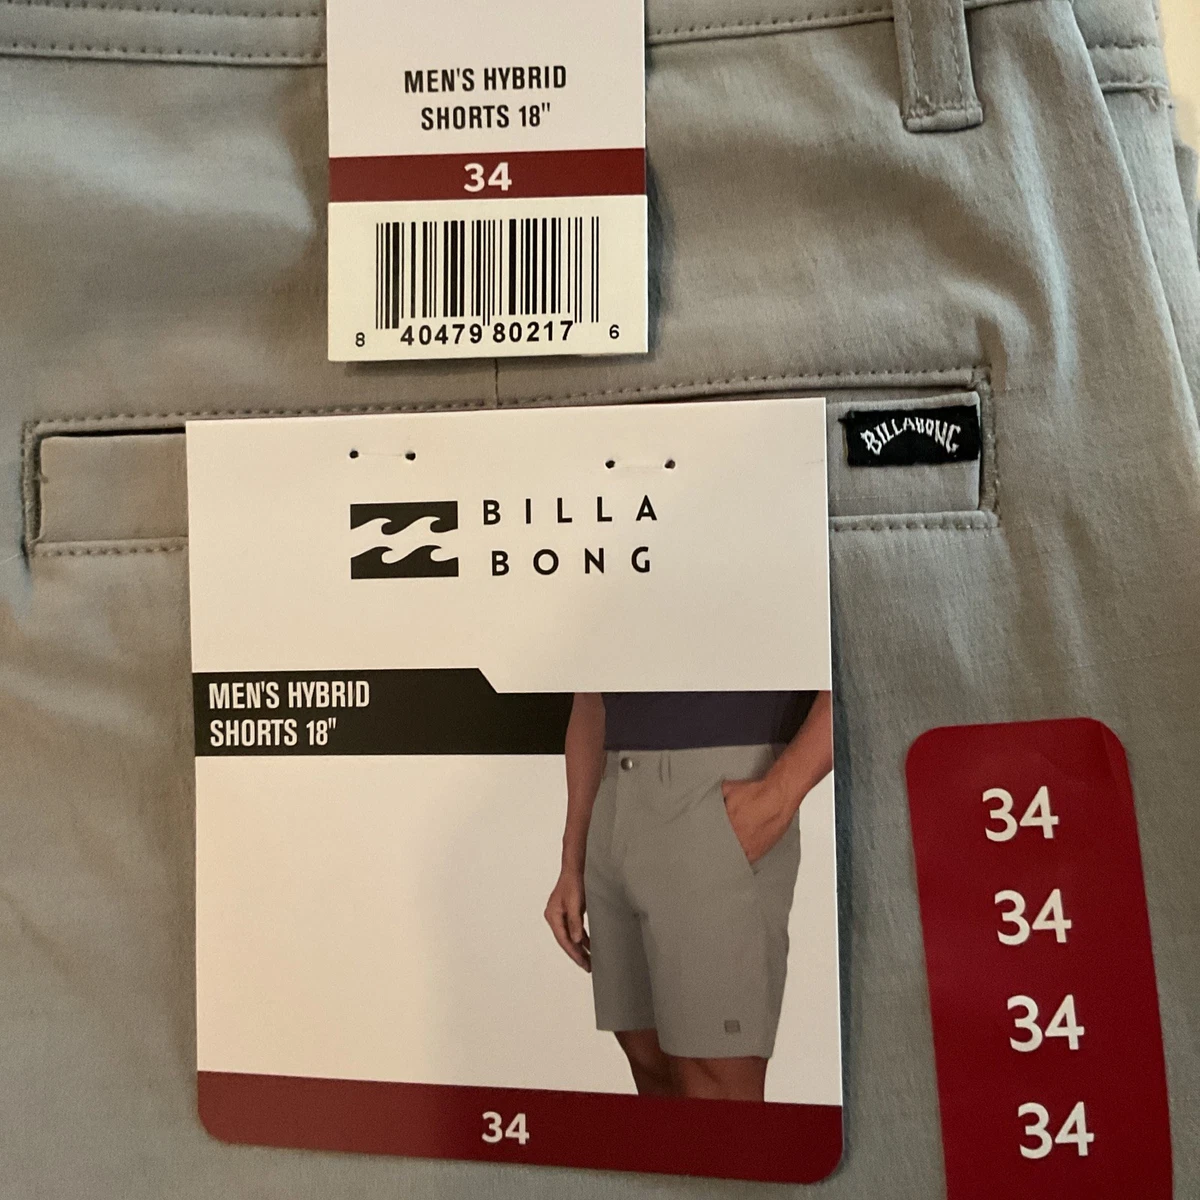 MEN'S HYBRID
SHORTS 18"
34
8 40479 80217 6
BILLABONG
BILLA
BONG
MEN'S HYBRID
SHORTS 18"
34
34
34
34
34